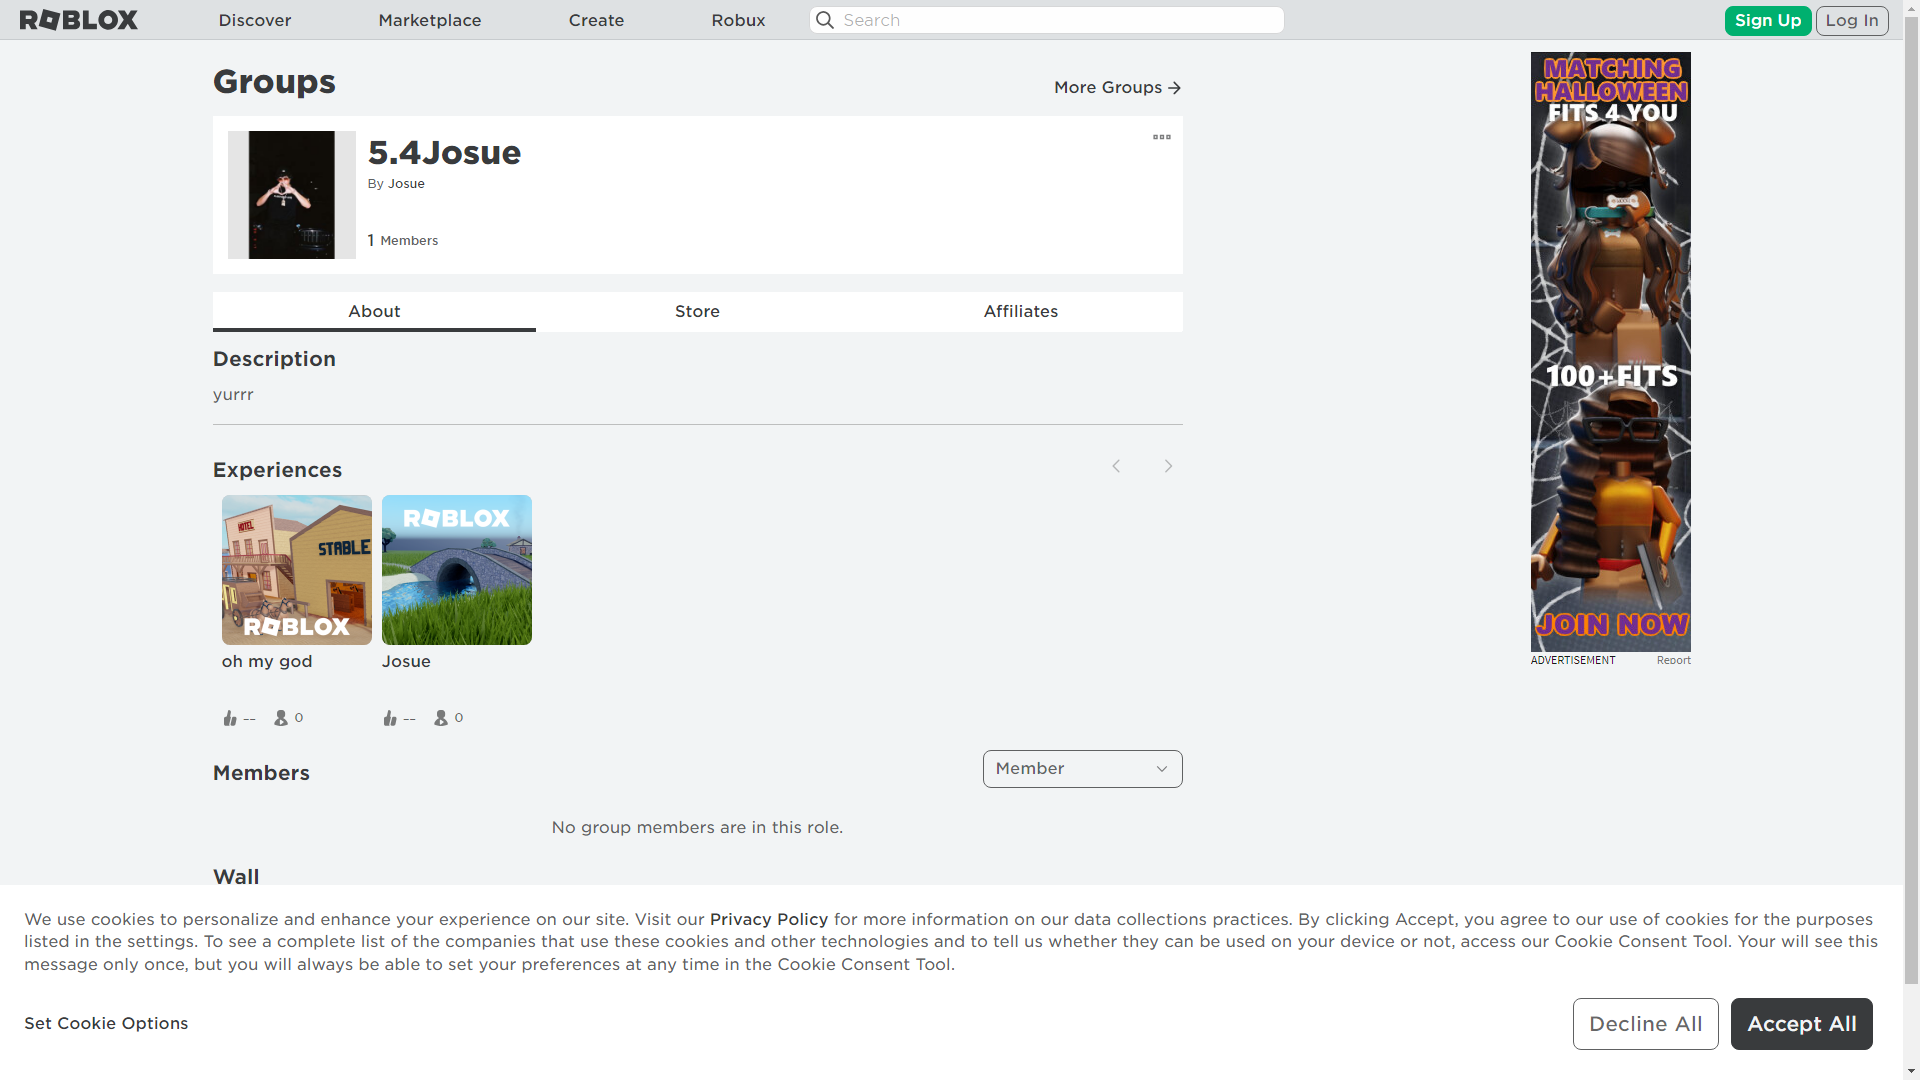 ROBLOX
Discover
Marketplace
Create
Robux
Search
Sign Up
Log In
Groups
More Groups
5.4Josue
By Josue
1 Members
About
Store
Affiliates
Description
yurrr
Experiences
HOTEL
STABLE
ROBLOX
oh my god
-- 0
ROBLOX
Josue
-- 0
Members
Member
No group members are in this role.
Wall
MATCHING
HALLOWEEN
FITS 4 YOU
100+FITS
JOIN NOW
ADVERTISEMENT
Report
We use cookies to personalize and enhance your experience on our site. Visit our Privacy Policy for more information on our data collections practices. By clicking Accept, you agree to our use of cookies for the purposes
listed in the settings. To see a complete list of the companies that use these cookies and other technologies and to tell us whether they can be used on your device or not, access our Cookie Consent Tool. Your will see this
message only once, but you will always be able to set your preferences at any time in the Cookie Consent Tool.
Set Cookie Options
Decline All
Accept All